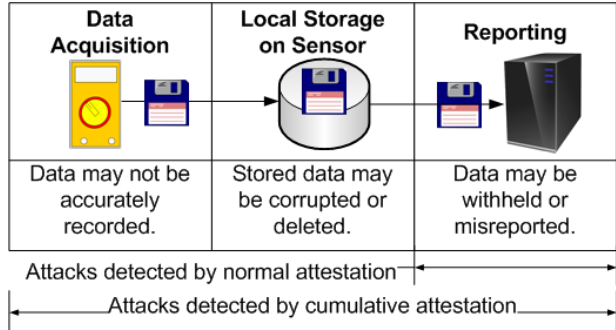 Data
Acquisition
Local Storage
on Sensor
Reporting
Data may not be
accurately
recorded.
Stored data may
be corrupted or
deleted.
Data may be
withheld or
misreported.
Attacks detected by normal attestation
Attacks detected by cumulative attestation